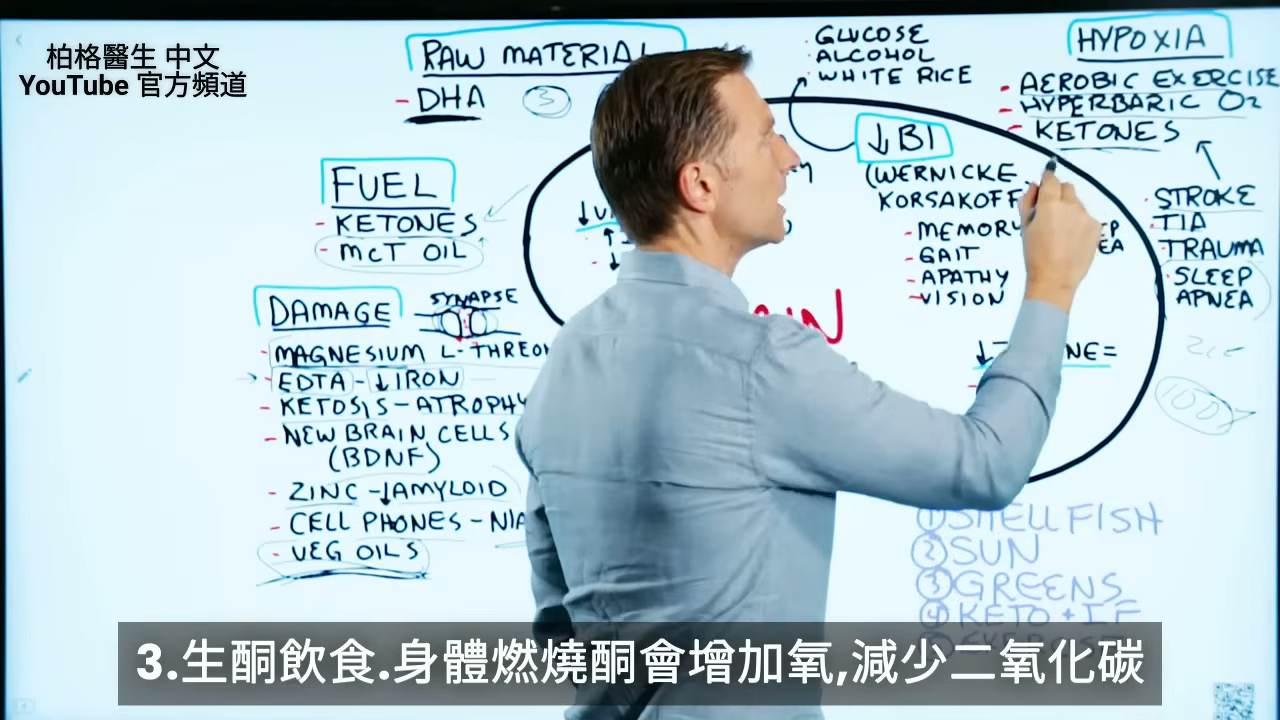 柏格醫生 中文
YouTube 官方頻道
RAW MATERIAL
- DHA 3
GLUCOSE
ALCOHOL
WHITE RICE
HYPOXIA
- AEROBIC EXERCISE
- HYPERBARIC O2
- KETONES
STROKE
TIA
TRAUMA
SLEEP
APNEA
FUEL
- KETONES
- MCT OIL
↓B1
(WERNICKE
KORSAKOFF
- MEMORY
- GAIT
- APATHY
- VISION
DAMAGE
SYNAPSE
- MAGNESIUM L-THREON
- EDTA - ↓IRON
- KETOSIS - ATROPHY
- NEW BRAIN CELLS
(BDNF)
- ZINC - ↓AMYLOID
- CELL PHONES -
- VEG OILS
100%
① SHELLFISH
② SUN
③ GREENS
④ KETO + IF
3.生酮飲食.身體燃燒酮會增加氧,減少二氧化碳